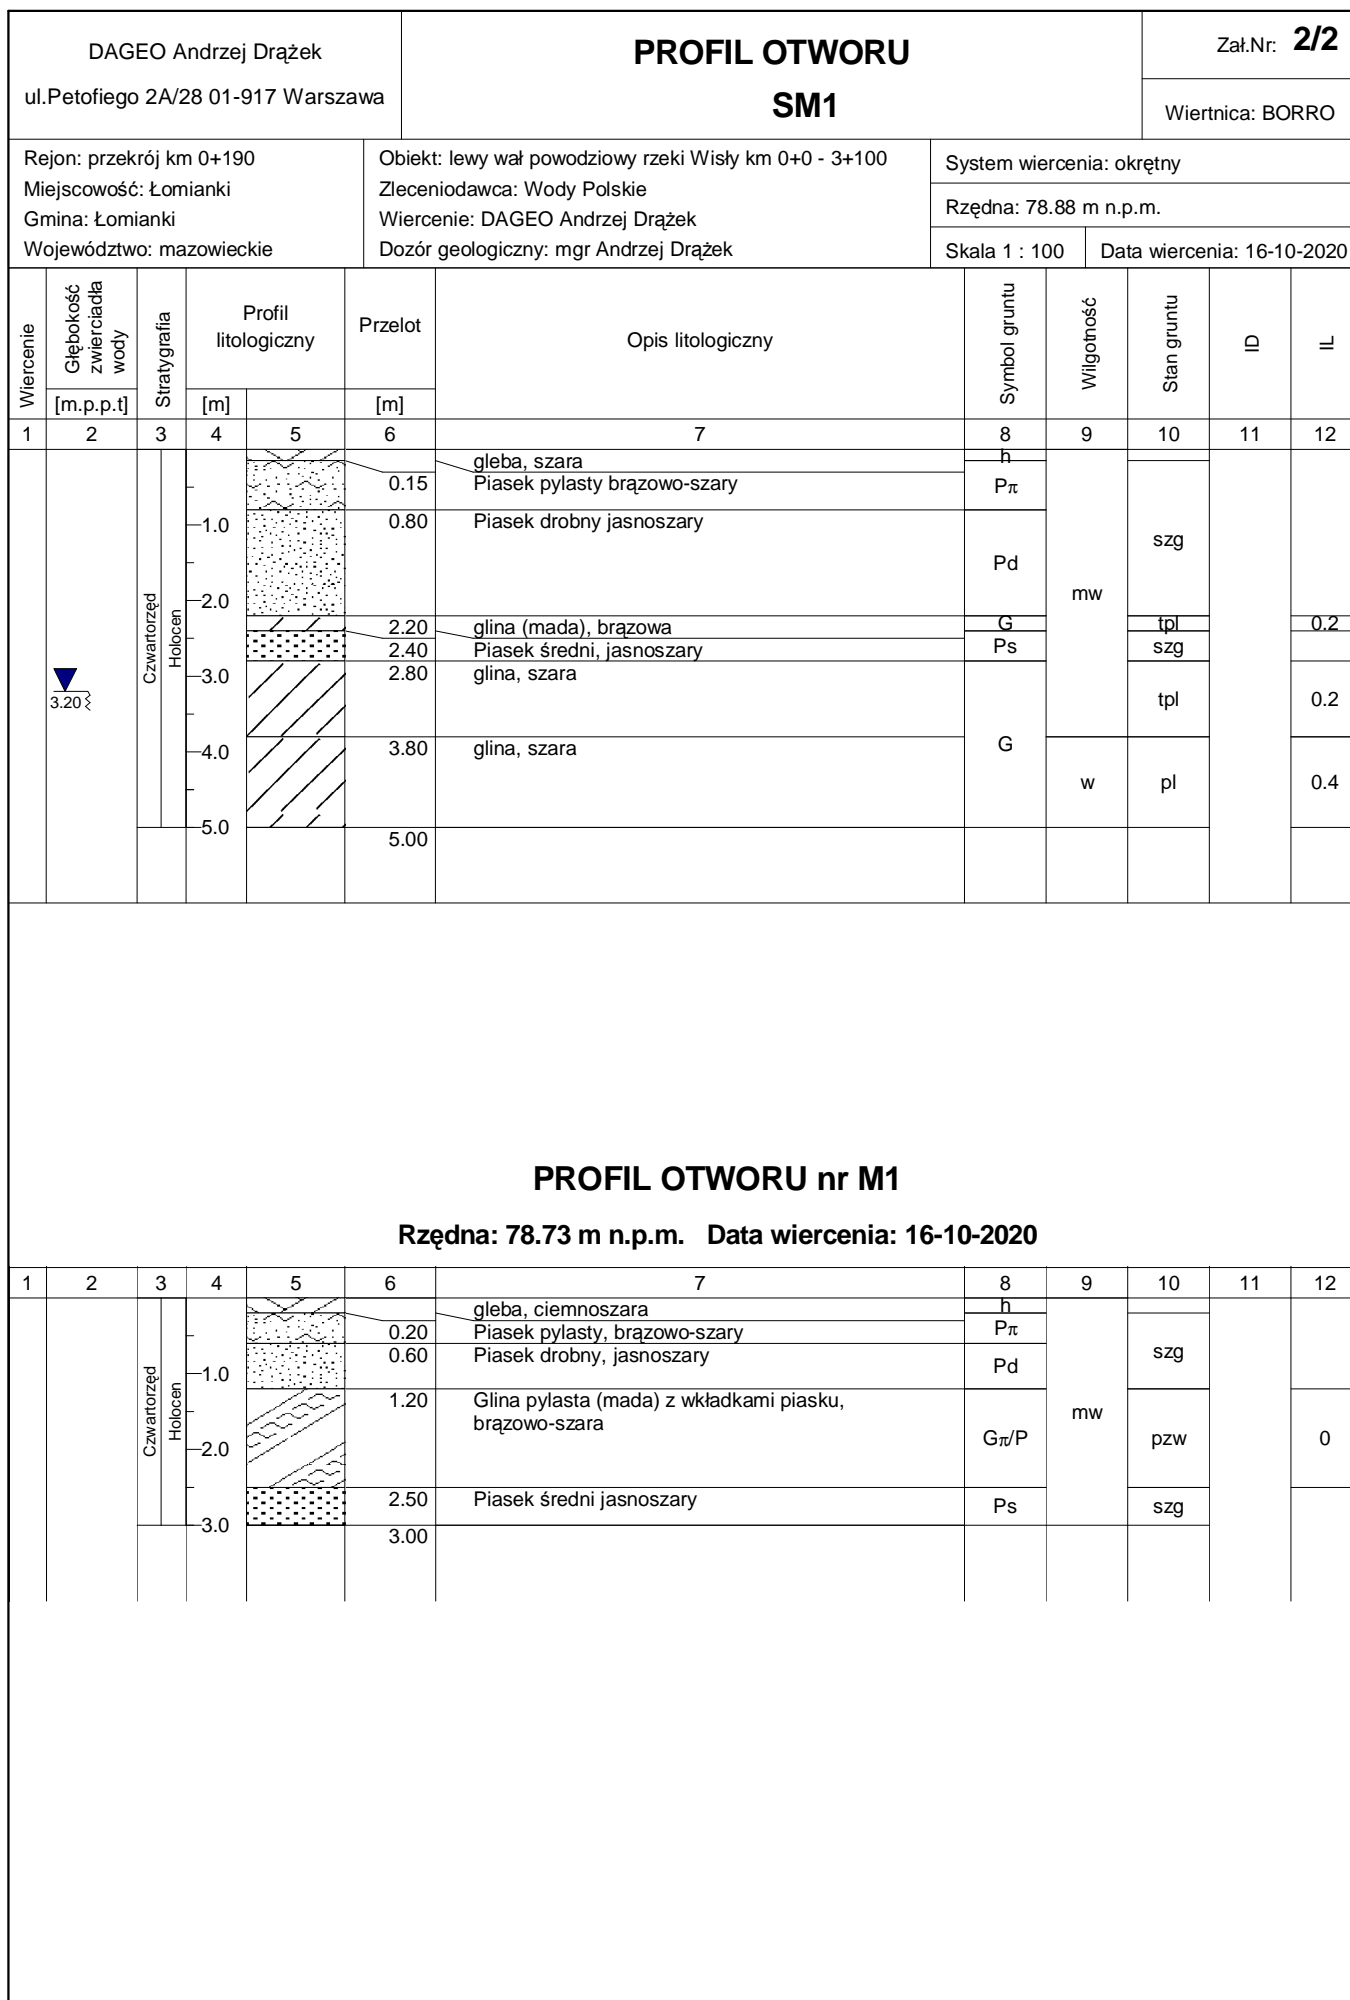 DAGEO Andrzej Drążek
ul.Petofiego 2A/28 01-917 Warszawa
PROFIL OTWORU
SM1
Zał.Nr: 2/2
Wiertnica: BORRO
Rejon: przekrój km 0+190
Miejscowość: Łomianki
Gmina: Łomianki
Województwo: mazowieckie
Obiekt: lewy wał powodziowy rzeki Wisły km 0+0 - 3+100
Zleceniodawca: Wody Polskie
Wiercenie: DAGEO Andrzej Drążek
Dozór geologiczny: mgr Andrzej Drążek
System wiercenia: okrętny
Rzędna: 78.88 m n.p.m.
Skala 1 : 100 Data wiercenia: 16-10-2020
Wiercenie
Głębokość
zwierciadła
wody
[m.p.p.t]
Stratygrafia
Profil
litologiczny
[m]
Przelot
[m]
Opis litologiczny
Symbol gruntu
Wilgotność
Stan gruntu
ID
IL
1 2 3 4 5 6 7 8 9 10 11 12
3.20
Czwartorzęd
Holocen
1.0
2.0
3.0
4.0
5.0
gleba, szara h
0.15 Piasek pylasty brązowo-szary Pπ
0.80 Piasek drobny jasnoszary Pd
szg
mw
2.20 glina (mada), brązowa G tpl 0.2
2.40 Piasek średni, jasnoszary Ps szg
2.80 glina, szara
tpl 0.2
3.80 glina, szara G
w pl 0.4
5.00
PROFIL OTWORU nr M1
Rzędna: 78.73 m n.p.m. Data wiercenia: 16-10-2020
1 2 3 4 5 6 7 8 9 10 11 12
Czwartorzęd
Holocen
1.0
2.0
3.0
gleba, ciemnoszara h
0.20 Piasek pylasty, brązowo-szary Pπ
0.60 Piasek drobny, jasnoszary Pd szg
1.20 Glina pylasta (mada) z wkładkami piasku,
brązowo-szara
mw
Gπ/P pzw 0
2.50 Piasek średni jasnoszary Ps szg
3.00